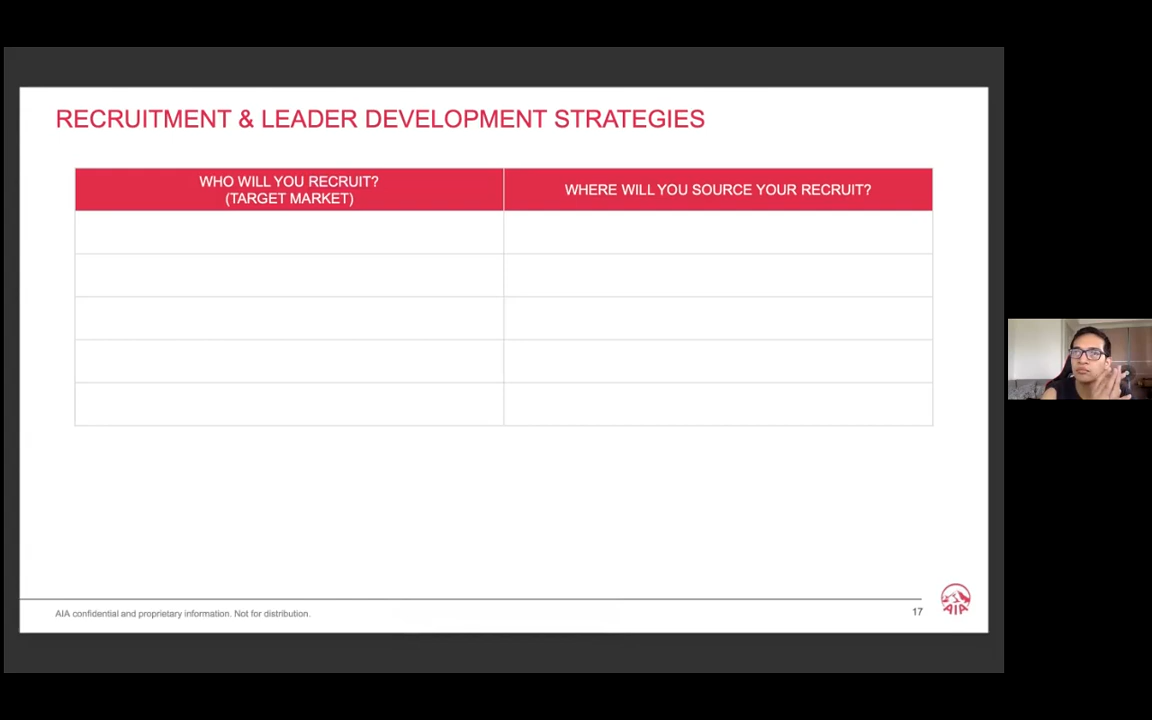 RECRUITMENT & LEADER DEVELOPMENT STRATEGIES
WHO WILL YOU RECRUIT?
(TARGET MARKET)
WHERE WILL YOU SOURCE YOUR RECRUIT?
AIA confidential and proprietary information. Not for distribution.
17
AIA